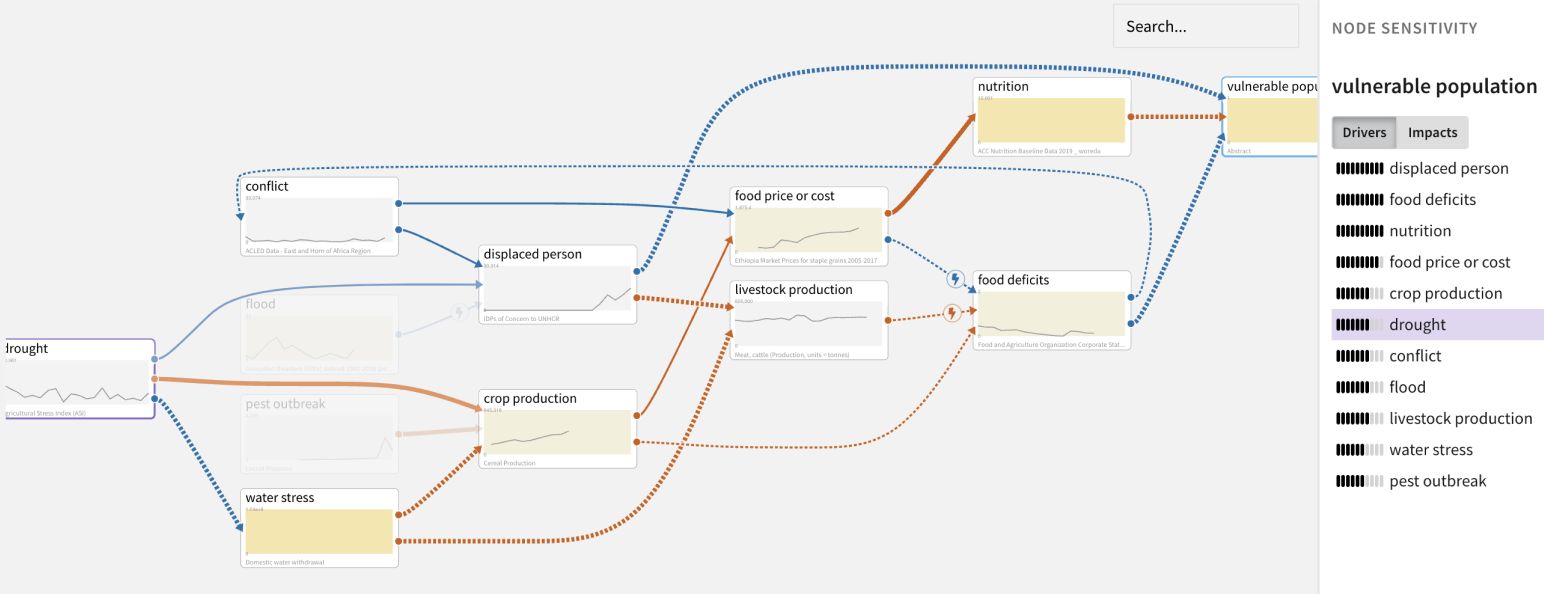 Search...
NODE SENSITIVITY
vulnerable population
Drivers
Impacts
displaced person
food deficits
nutrition
food price or cost
crop production
drought
conflict
flood
livestock production
water stress
pest outbreak
nutrition
ACC Nutrition Baseline Data 2019 _ woreda
vulnerable popu
Abstract
conflict
ACLED Data - East and Horn of Africa Region
food price or cost
Ethiopia Market Prices for staple grains 2005-2017
displaced person
IDPs of Concern to UNHCR
food deficits
Food and Agriculture Organization Corporate Stat...
livestock production
Meat, cattle (Production, units = tonnes)
flood
drought
gricultural Stress Index (ASI)
crop production
Cereal Production
pest outbreak
water stress
Domestic water withdrawal